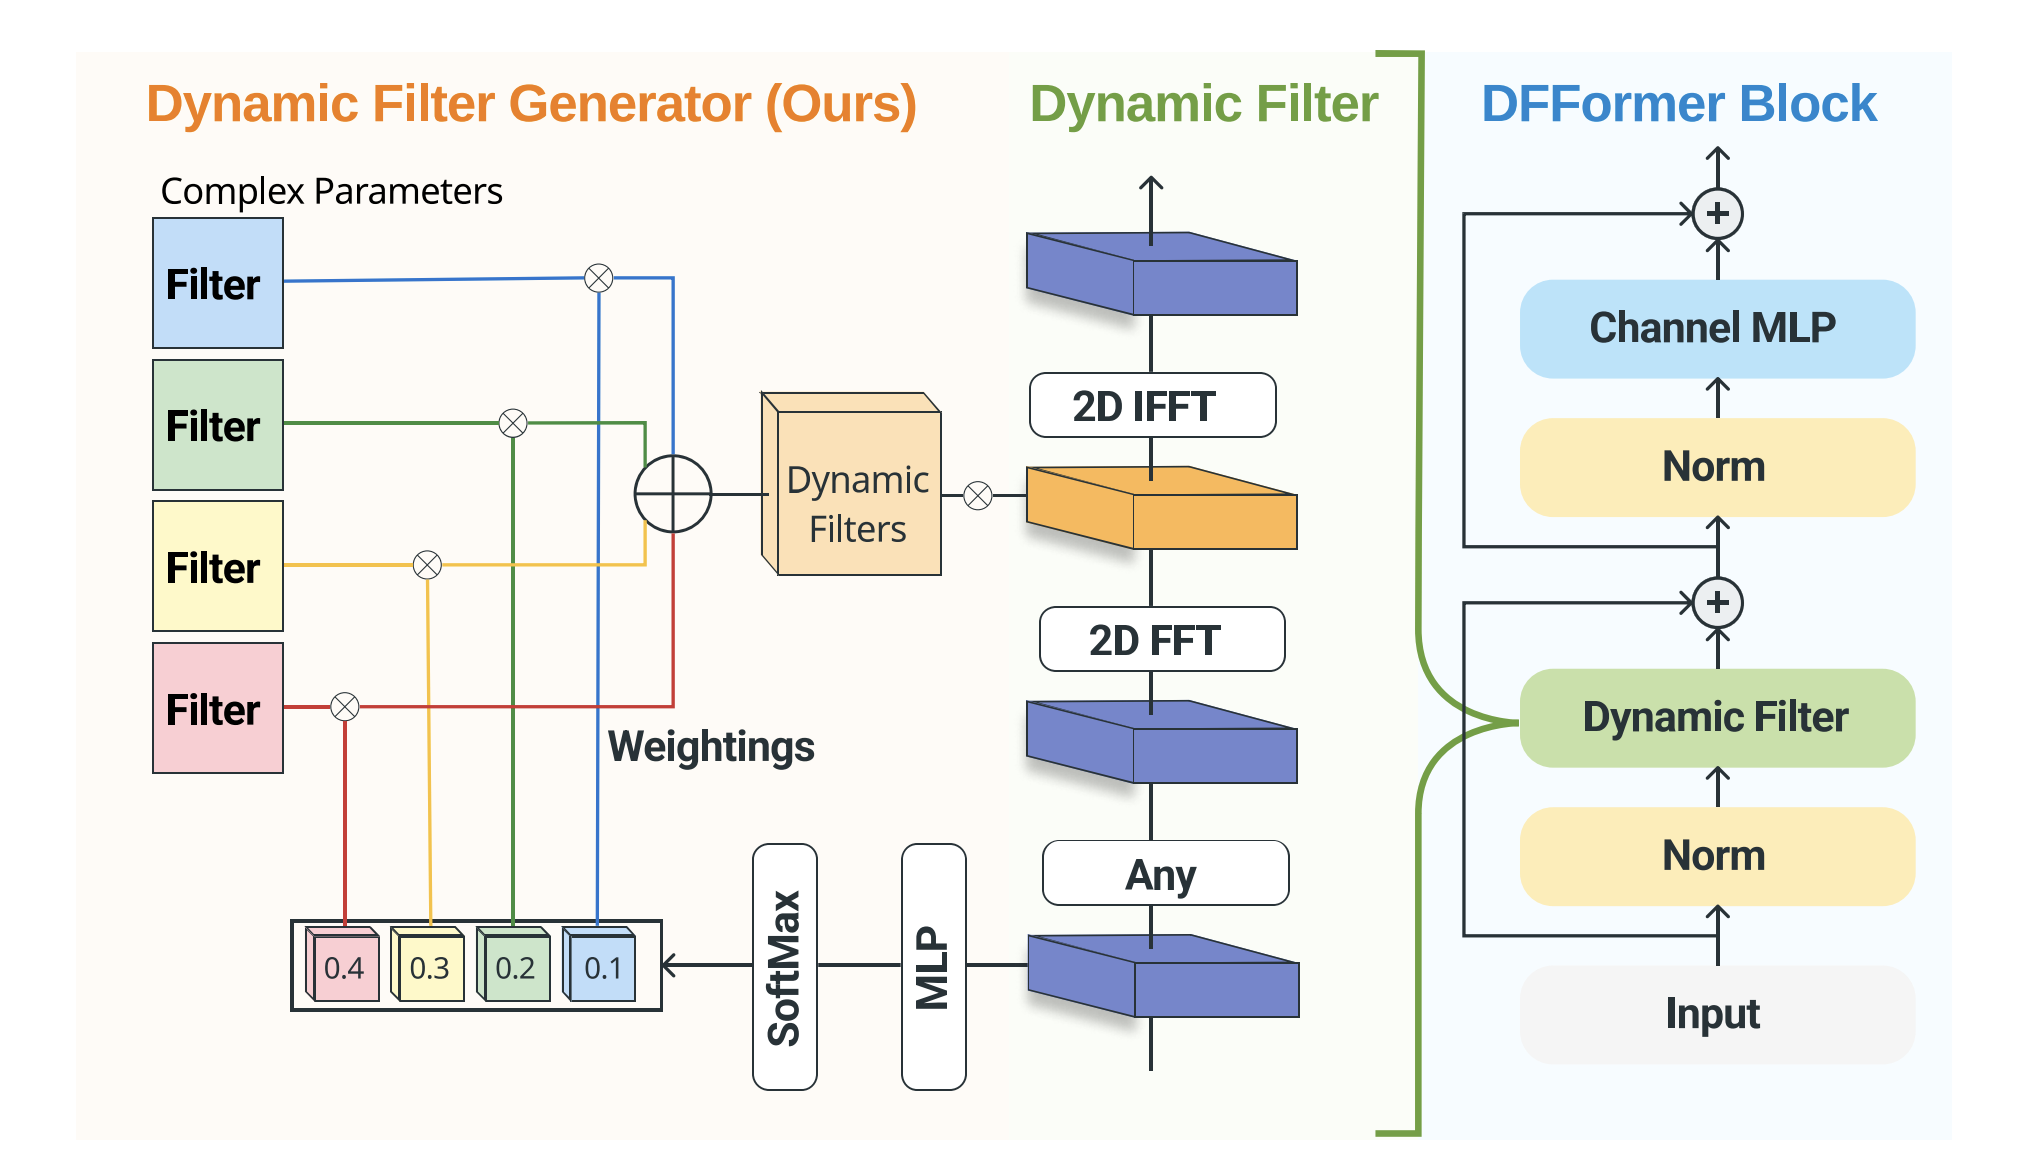 Dynamic Filter Generator (Ours)
Complex Parameters
Filter
Filter
Filter
Filter
Dynamic
Filters
Weightings
0.4
0.3
0.2
0.1
SoftMax
MLP
Dynamic Filter
2D IFFT
2D FFT
Any
DFFormer Block
Channel MLP
Norm
Dynamic Filter
Norm
Input